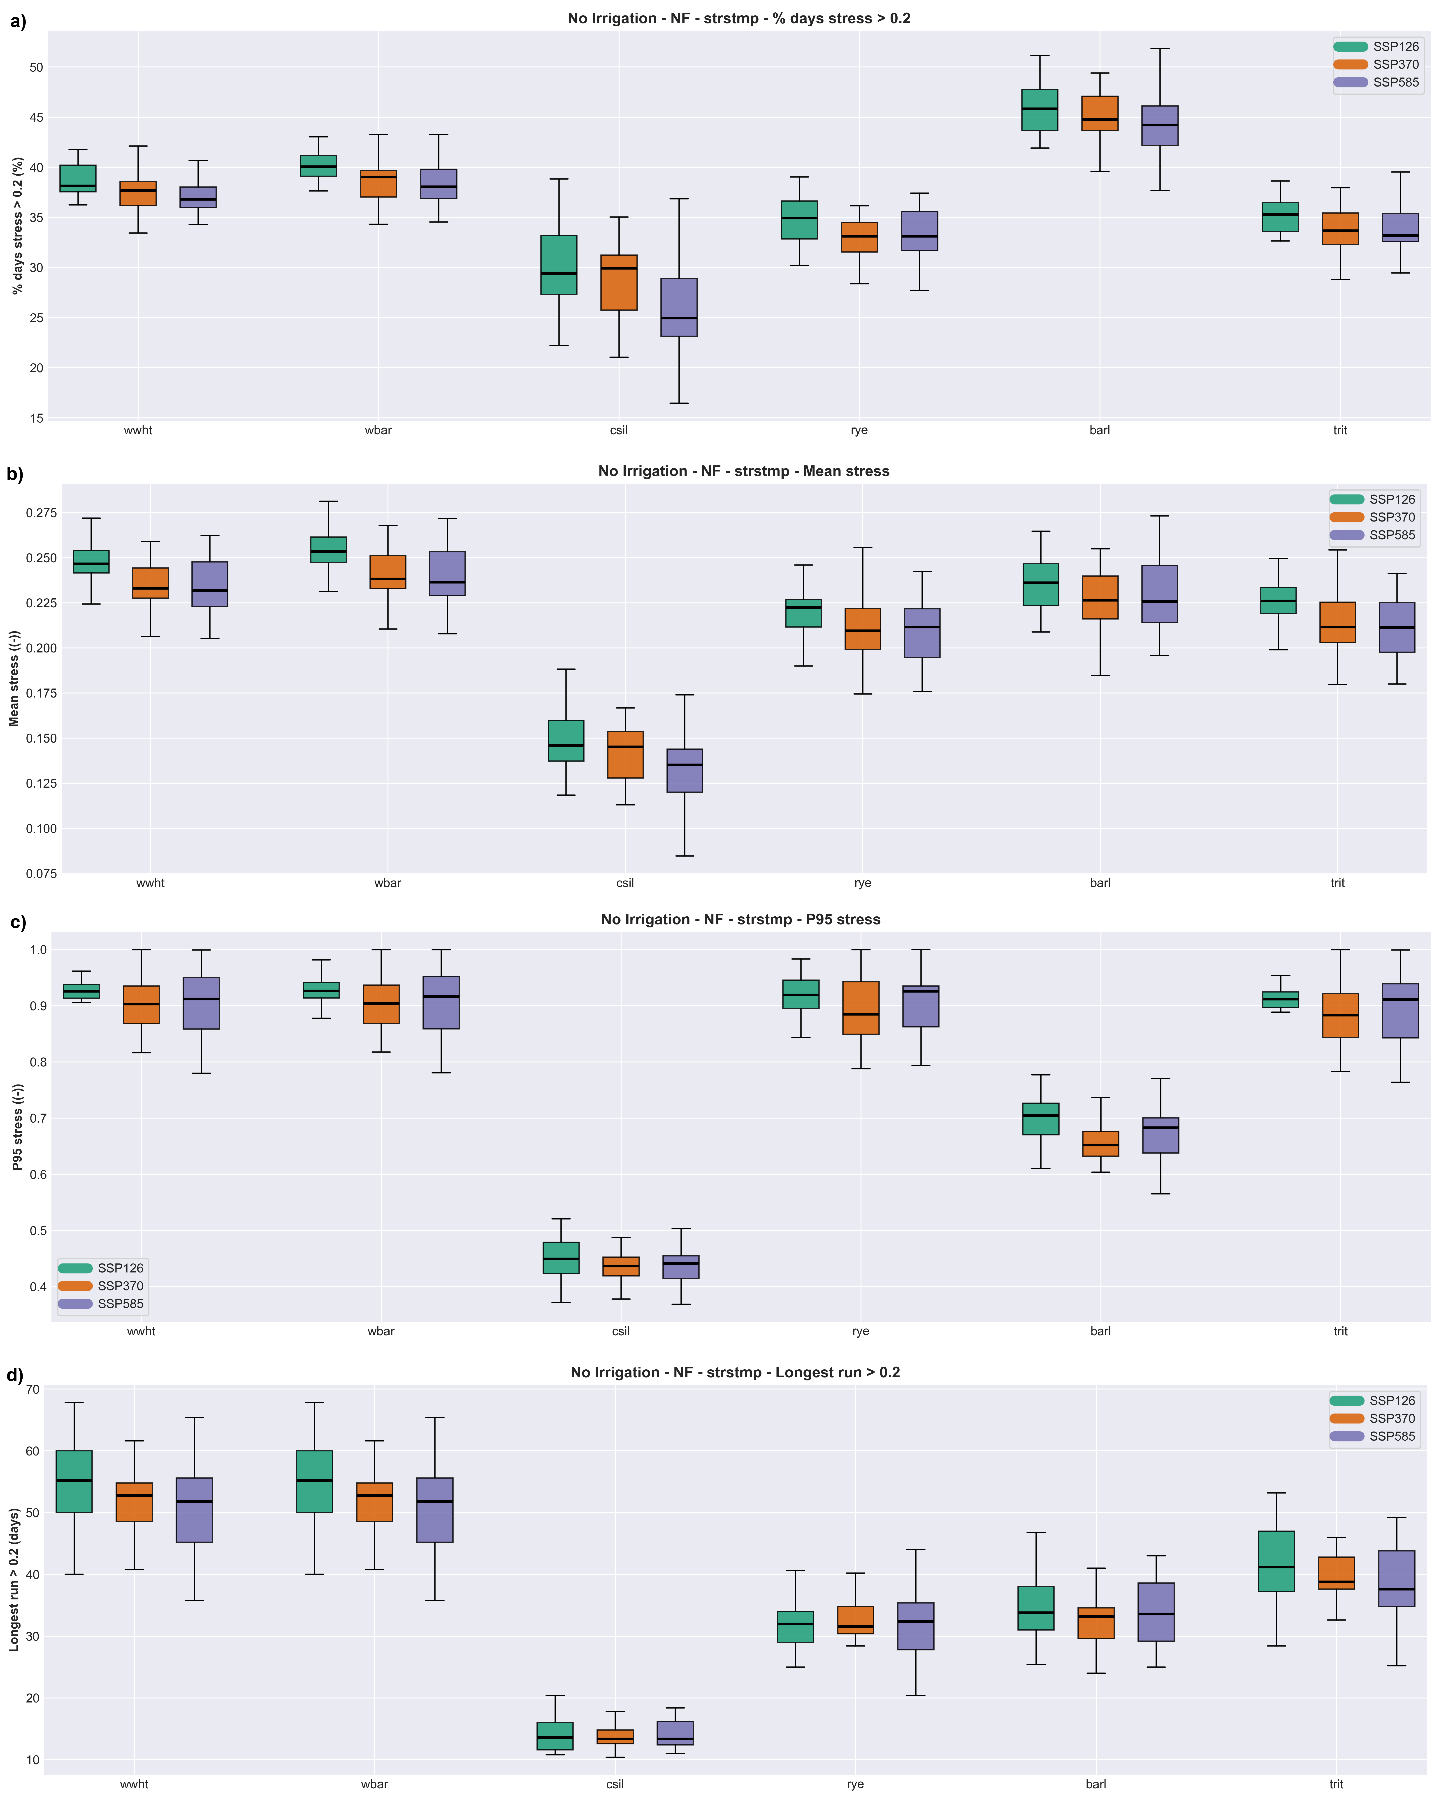 a)
No Irrigation - NF - strstmp - % days stress > 0.2
% days stress > 0.2 (%)
50
45
40
35
30
25
20
15
SSP126
SSP370
SSP585
wwht wbar csil rye barl trit
b)
No Irrigation - NF - strstmp - Mean stress
Mean stress ((-))
0.275
0.250
0.225
0.200
0.175
0.150
0.125
0.100
0.075
SSP126
SSP370
SSP585
wwht wbar csil rye barl trit
c)
No Irrigation - NF - strstmp - P95 stress
P95 stress ((-))
1.0
0.9
0.8
0.7
0.6
0.5
0.4
SSP126
SSP370
SSP585
wwht wbar csil rye barl trit
d)
No Irrigation - NF - strstmp - Longest run > 0.2
Longest run > 0.2 (days)
70
60
50
40
30
20
10
SSP126
SSP370
SSP585
wwht wbar csil rye barl trit